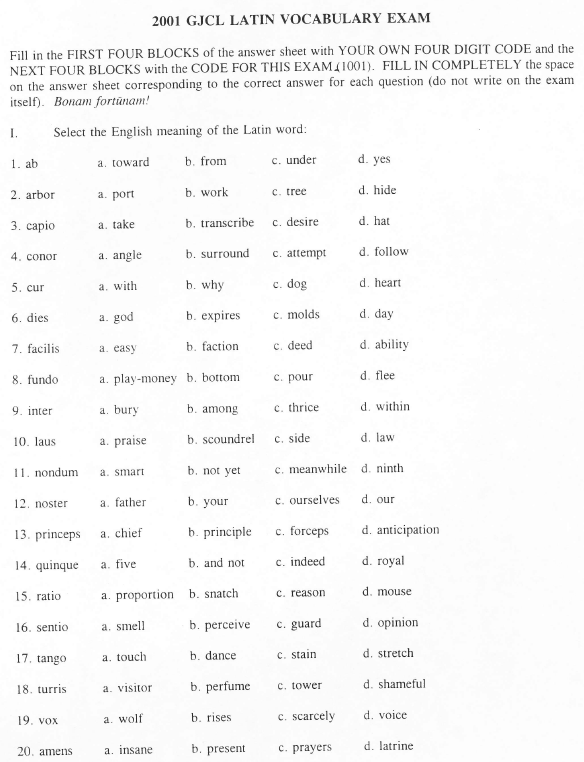 2001 GJCL LATIN VOCABULARY EXAM
Fill in the FIRST FOUR BLOCKS of the answer sheet with YOUR OWN FOUR DIGIT CODE and the
NEXT FOUR BLOCKS with the CODE FOR THIS EXAM (1001). FILL IN COMPLETELY the space
on the answer sheet corresponding to the correct answer for each question (do not write on the exam
itself). Bonam fortūnam!
I. Select the English meaning of the Latin word:
1. ab a. toward b. from c. under d. yes
2. arbor a. port b. work c. tree d. hide
3. capio a. take b. transcribe c. desire d. hat
4. conor a. angle b. surround c. attempt d. follow
5. cur a. with b. why c. dog d. heart
6. dies a. god b. expires c. molds d. day
7. facilis a. easy b. faction c. deed d. ability
8. fundo a. play-money b. bottom c. pour d. flee
9. inter a. bury b. among c. thrice d. within
10. laus a. praise b. scoundrel c. side d. law
11. nondum a. smart b. not yet c. meanwhile d. ninth
12. noster a. father b. your c. ourselves d. our
13. princeps a. chief b. principle c. forceps d. anticipation
14. quinque a. five b. and not c. indeed d. royal
15. ratio a. proportion b. snatch c. reason d. mouse
16. sentio a. smell b. perceive c. guard d. opinion
17. tango a. touch b. dance c. stain d. stretch
18. turris a. visitor b. perfume c. tower d. shameful
19. vox a. wolf b. rises c. scarcely d. voice
20. amens a. insane b. present c. prayers d. latrine